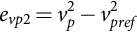 e_{vp2} = v_p^2 − v_{pref}^2